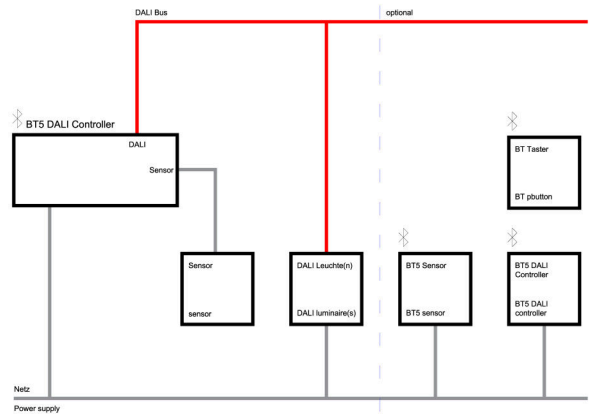 DALI Bus
optional
BT5 DALI Controller
DALI
Sensor
BT Taster
BT pbutton
Sensor
sensor
DALI Leuchte(n)
DALI luminaire(s)
BT5 Sensor
BT5 sensor
BT5 DALI
Controller
BT5 DALI
controller
Netz
Power supply